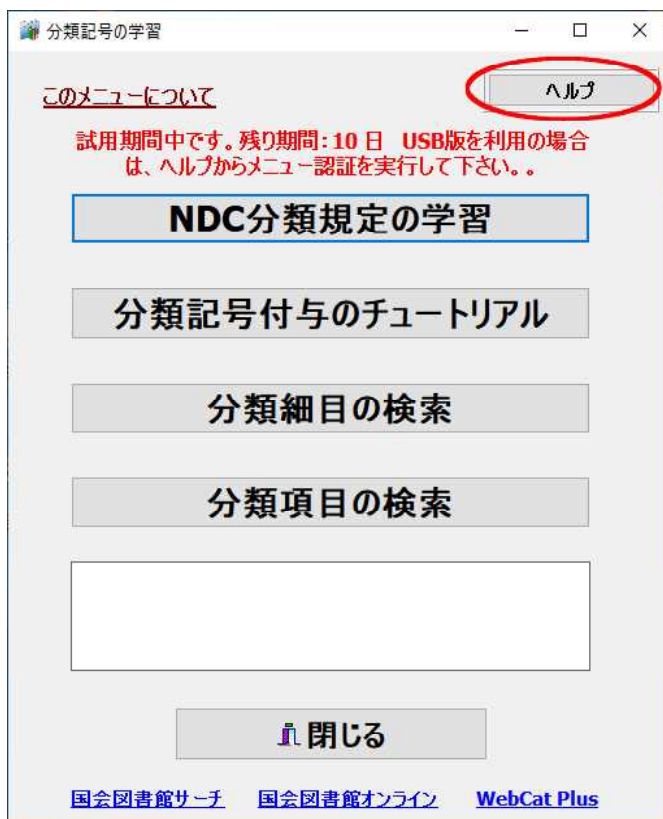 分類記号の学習
このメニューについて
ヘルプ
試用期間中です。残り期間：10 日　USB版を利用の場合
は、ヘルプからメニュー認証を実行して下さい。。
NDC分類規定の学習
分類記号付与のチュートリアル
分類細目の検索
分類項目の検索
閉じる
国会図書館サーチ　国会図書館オンライン　WebCat Plus